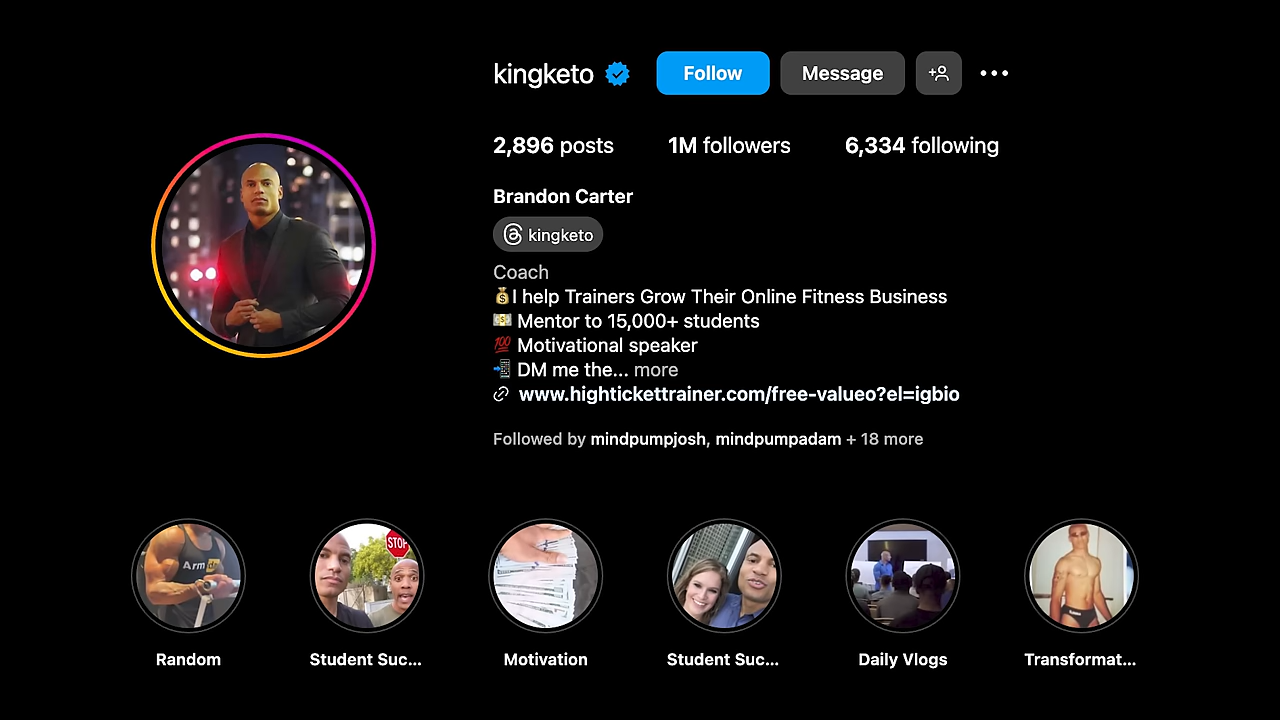 kingketo Follow Message
2,896 posts 1M followers 6,334 following
Brandon Carter
kingketo
Coach
💰I help Trainers Grow Their Online Fitness Business
💵 Mentor to 15,000+ students
💯 Motivational speaker
📲 DM me the... more
www.hightickettrainer.com/free-valueo?el=igbio
Followed by mindpumpjosh, mindpumpadam + 18 more
STOP
Random Student Suc... Motivation Student Suc... Daily Vlogs Transformat...